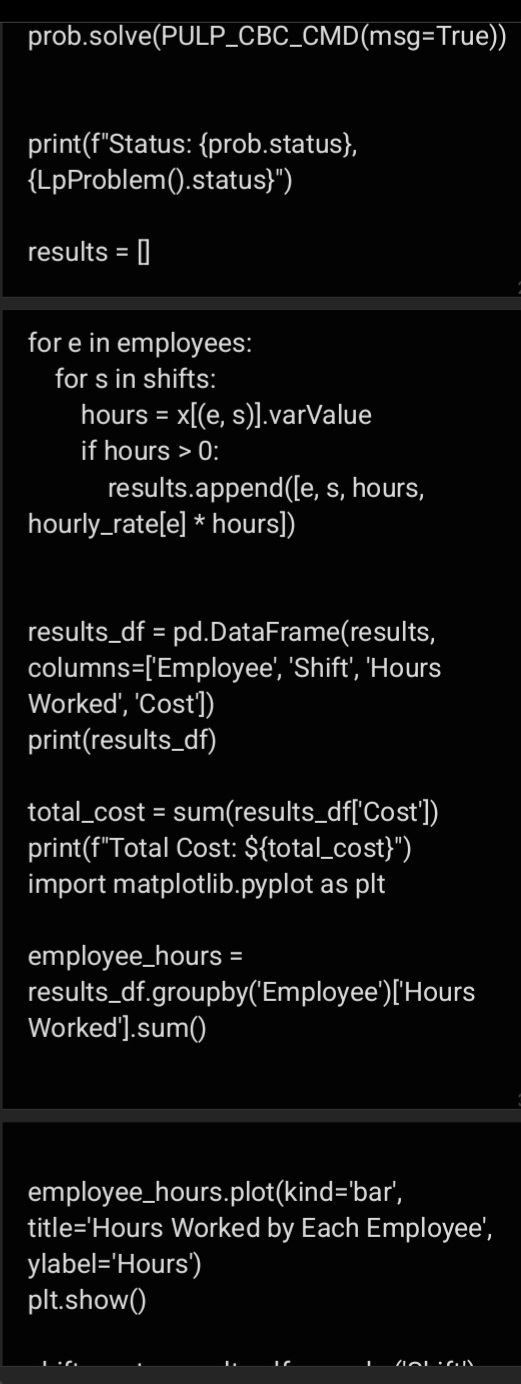 prob.solve(PULP_CBC_CMD(msg=True))
print(f"Status: {prob.status},
{LpProblem().status}")
results = []
for e in employees:
    for s in shifts:
        hours = x[(e, s)].varValue
        if hours > 0:
            results.append([e, s, hours,
hourly_rate[e] * hours])
results_df = pd.DataFrame(results,
columns=['Employee', 'Shift', 'Hours
Worked', 'Cost'])
print(results_df)
total_cost = sum(results_df['Cost'])
print(f"Total Cost: ${total_cost}")
import matplotlib.pyplot as plt
employee_hours =
results_df.groupby('Employee')['Hours
Worked'].sum()
employee_hours.plot(kind='bar',
title='Hours Worked by Each Employee',
ylabel='Hours')
plt.show()